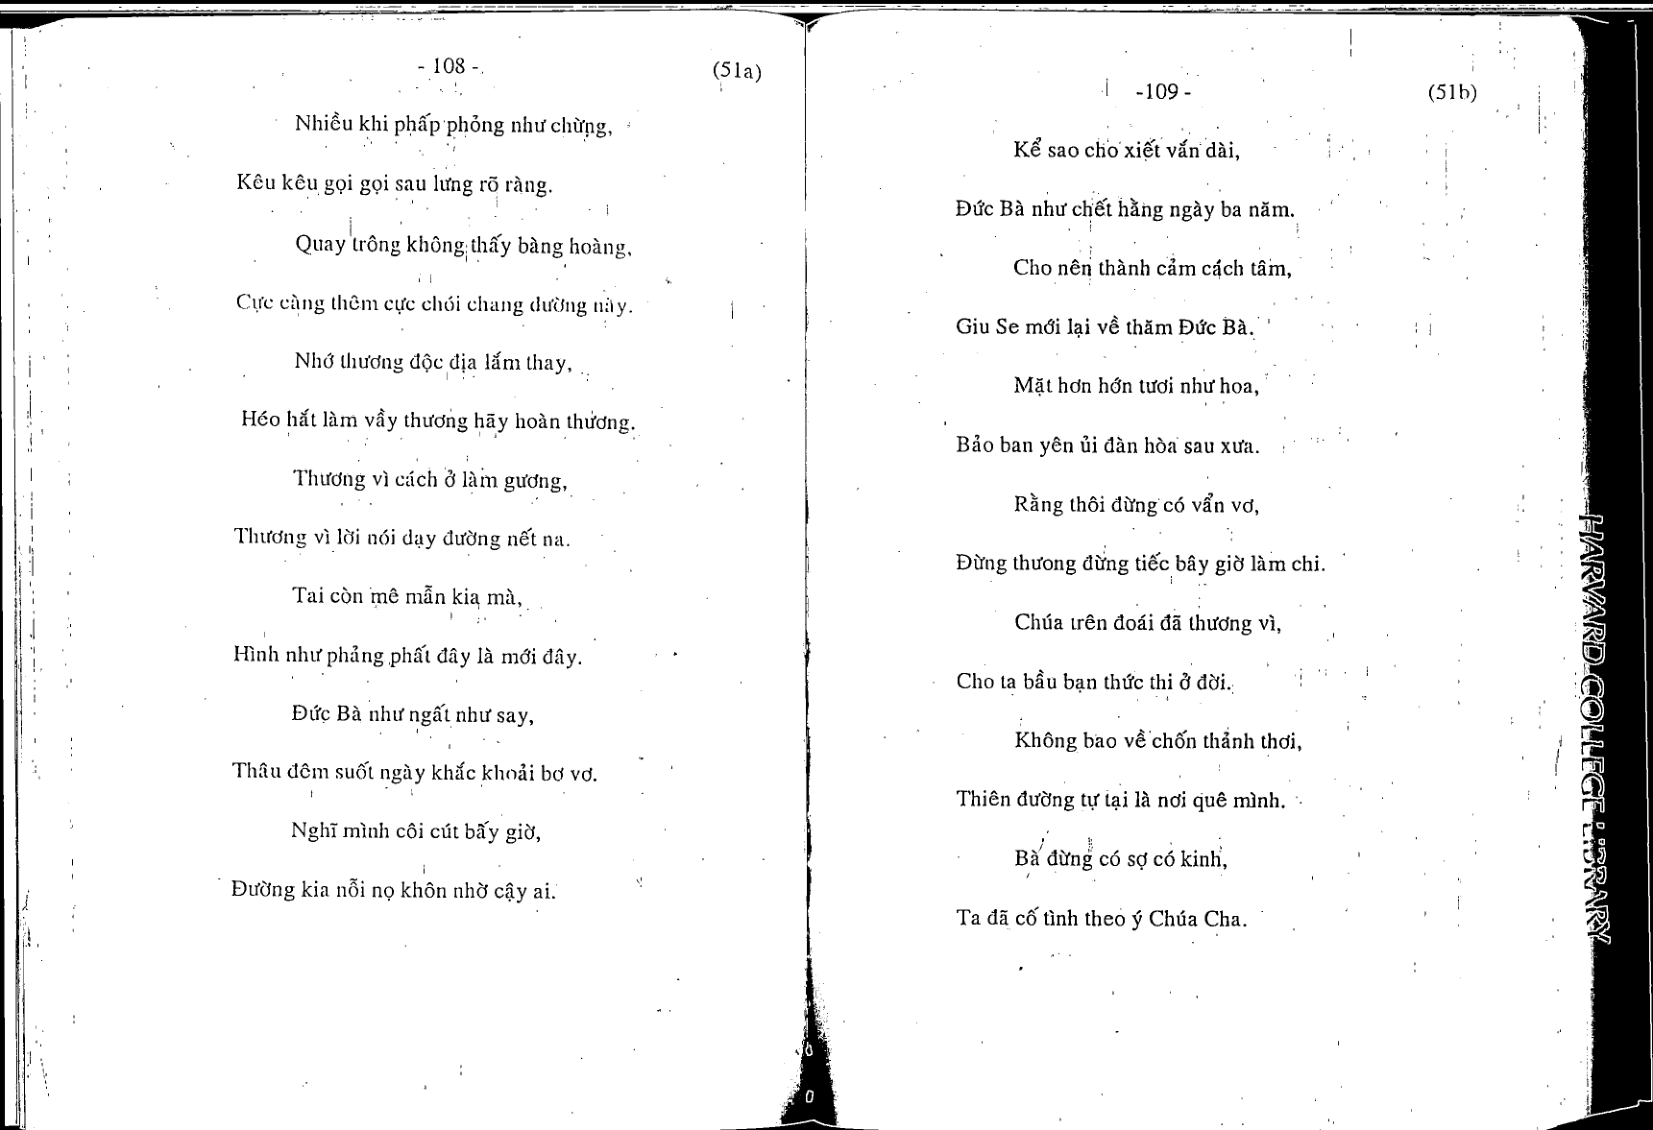 - 108 -
(51a)
Nhiều khi phấp phỏng như chừng,
Kêu kêu gọi gọi sau lưng rõ ràng.
Quay trông không thấy bàng hoàng,
Cực càng thêm cực chói chang dường này.
Nhớ thương độc địa lắm thay,
Héo hắt làm vầy thương hãy hoàn thương.
Thương vì cách ở làm gương,
Thương vì lời nói dạy đường nết na.
Tai còn mê mẫn kia mà,
Hình như phảng phất đây là mới đây.
Đức Bà như ngất như say,
Thâu đêm suốt ngày khắc khoải bơ vơ.
Nghĩ mình côi cút bấy giờ,
Đường kia nỗi nọ khôn nhờ cậy ai.
-109 -
(51b)
Kể sao cho xiết vắn dài,
Đức Bà như chết hằng ngày ba năm.
Cho nên thành cảm cách tâm,
Giu Se mới lại về thăm Đức Bà.
Mặt hơn hớn tươi như hoa,
Bảo ban yên ủi đàn hòa sau xưa.
Rằng thôi đừng có vẩn vơ,
Đừng thưong đừng tiếc bây giờ làm chi.
Chúa trên đoái đã thương vì,
Cho ta bầu bạn thức thi ở đời.
Không bao về chốn thảnh thơi,
Thiên đường tự tại là nơi quê mình.
Bà đừng có sợ có kinh,
Ta đã cố tình theo ý Chúa Cha.
HARVARD COLLEGE LIBRARY